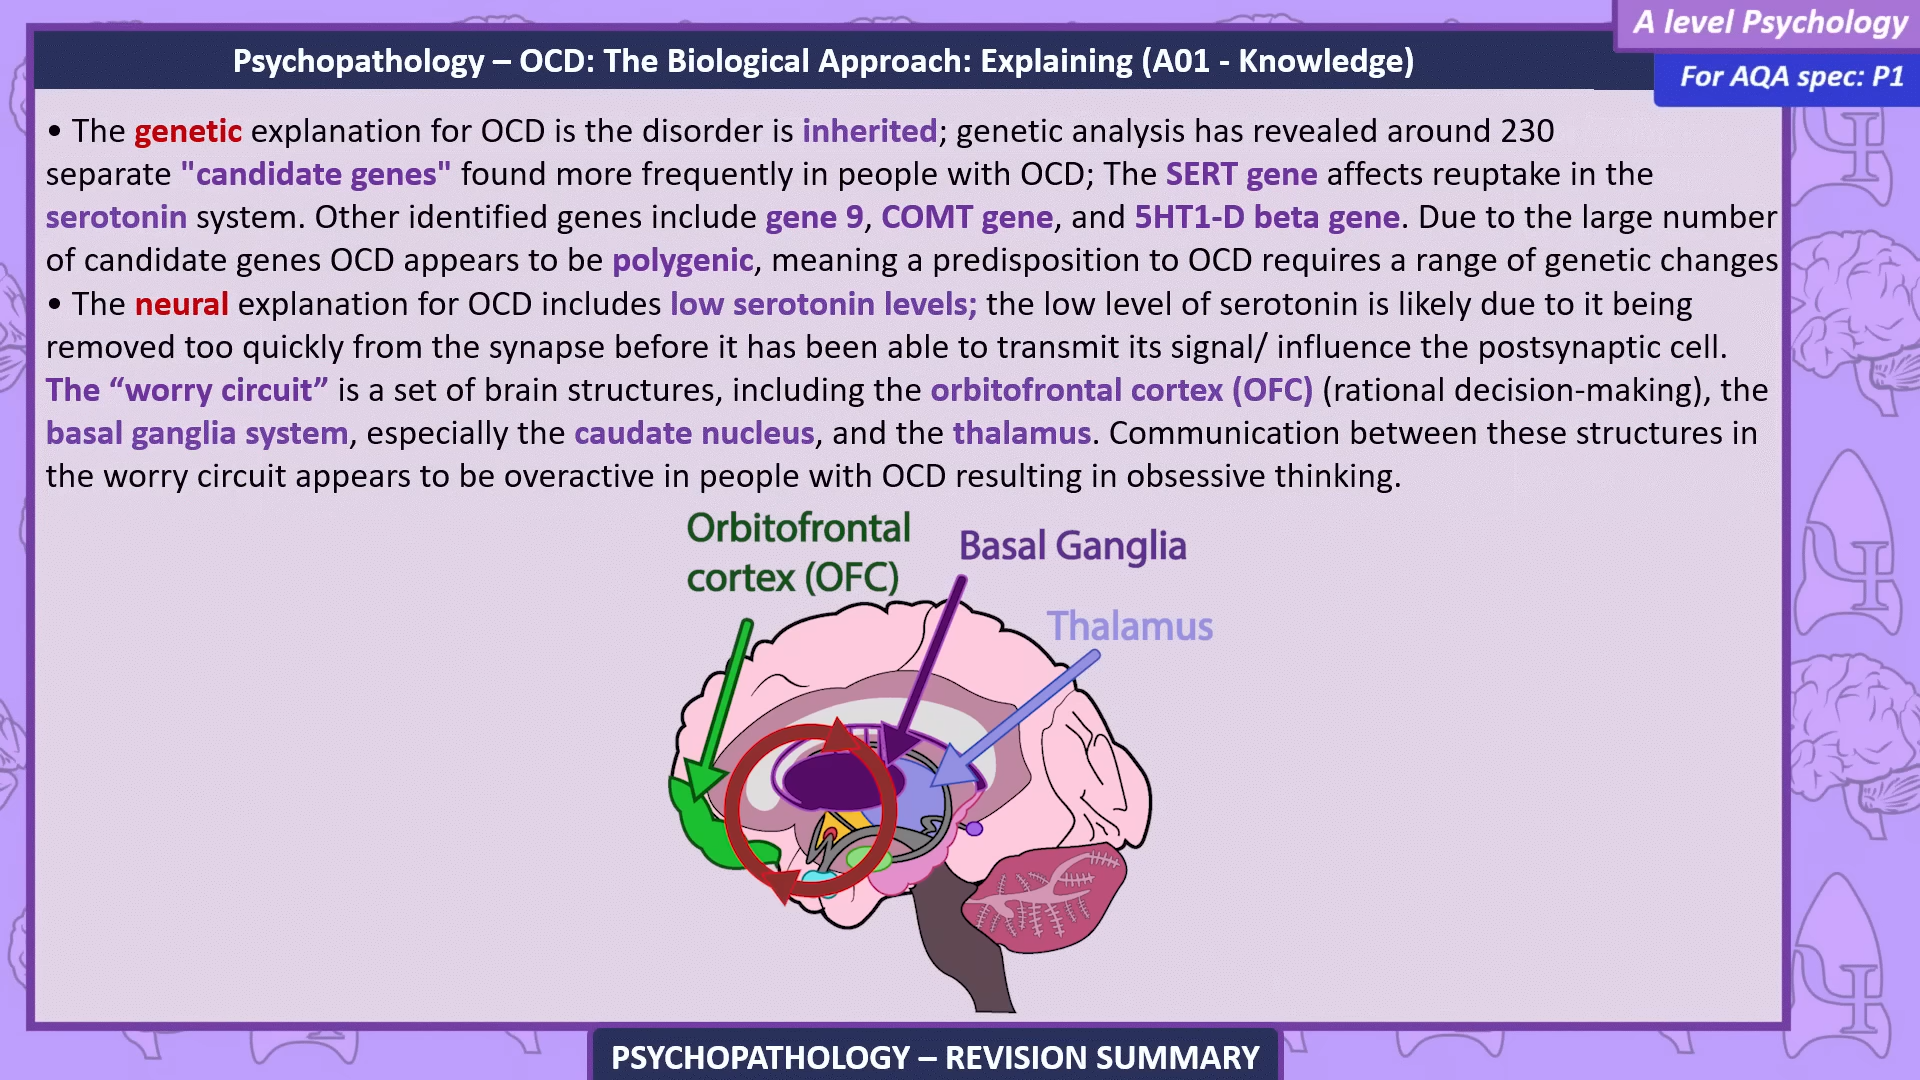 A level Psychology
Psychopathology – OCD: The Biological Approach: Explaining (A01 - Knowledge)
For AQA spec: P1
• The genetic explanation for OCD is the disorder is inherited; genetic analysis has revealed around 230
separate "candidate genes" found more frequently in people with OCD; The SERT gene affects reuptake in the
serotonin system. Other identified genes include gene 9, COMT gene, and 5HT1-D beta gene. Due to the large number
of candidate genes OCD appears to be polygenic, meaning a predisposition to OCD requires a range of genetic changes
• The neural explanation for OCD includes low serotonin levels; the low level of serotonin is likely due to it being
removed too quickly from the synapse before it has been able to transmit its signal/ influence the postsynaptic cell.
The “worry circuit” is a set of brain structures, including the orbitofrontal cortex (OFC) (rational decision-making), the
basal ganglia system, especially the caudate nucleus, and the thalamus. Communication between these structures in
the worry circuit appears to be overactive in people with OCD resulting in obsessive thinking.
Orbitofrontal
cortex (OFC)
Basal Ganglia
Thalamus
PSYCHOPATHOLOGY – REVISION SUMMARY